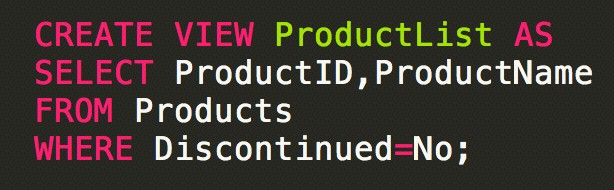 CREATE VIEW ProductList AS
SELECT ProductID,ProductName
FROM Products
WHERE Discontinued=No;